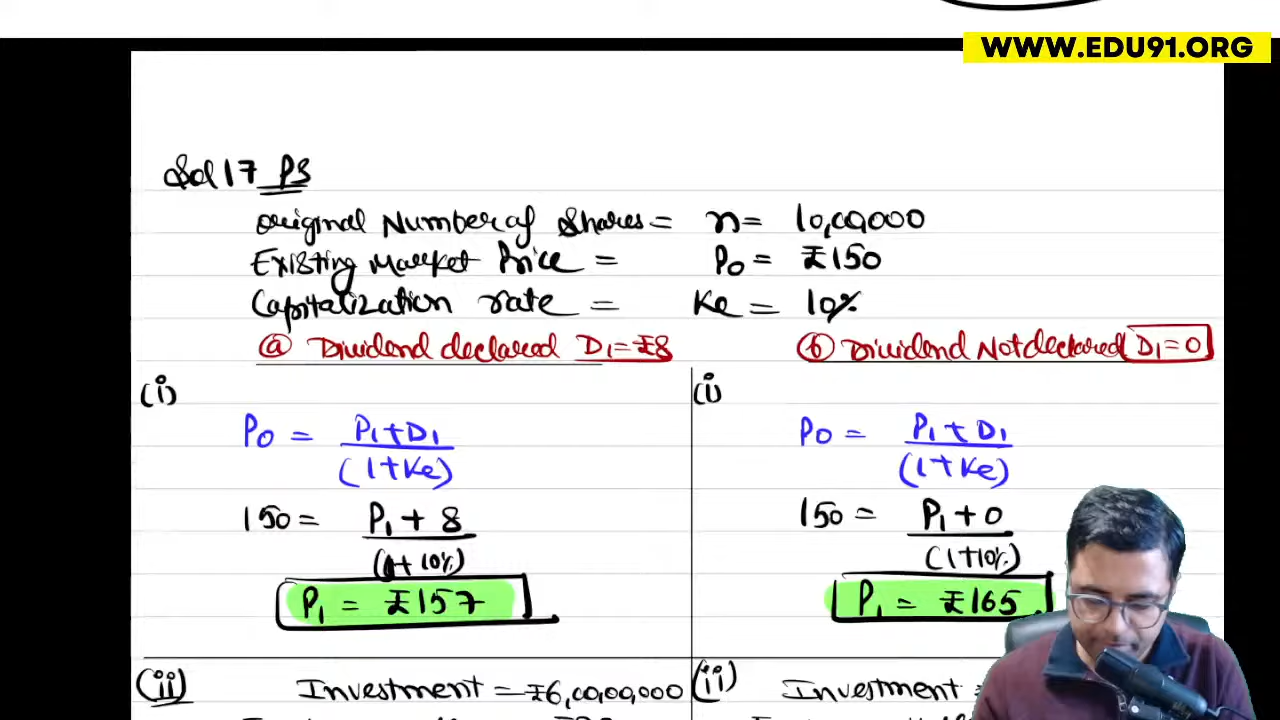 WWW.EDU91.ORG
Sol 17 PS
Original Number of Shares = n = 10,00,000
Existing Market Price = P0 = ₹150
Capitalization rate = Ke = 10%
ⓐ Dividend declared D1 = ₹8
ⓑ Dividend Not declared D1 = 0
(i)
P0 = P1 + D1
(1+Ke)
150 = P1 + 8
(1+10%)
P1 = ₹157
(i)
P0 = P1 + D1
(1+Ke)
150 = P1 + 0
(1+10%)
P1 = ₹165
(ii) Investment = ₹6,00,00,000
(ii) Investment =